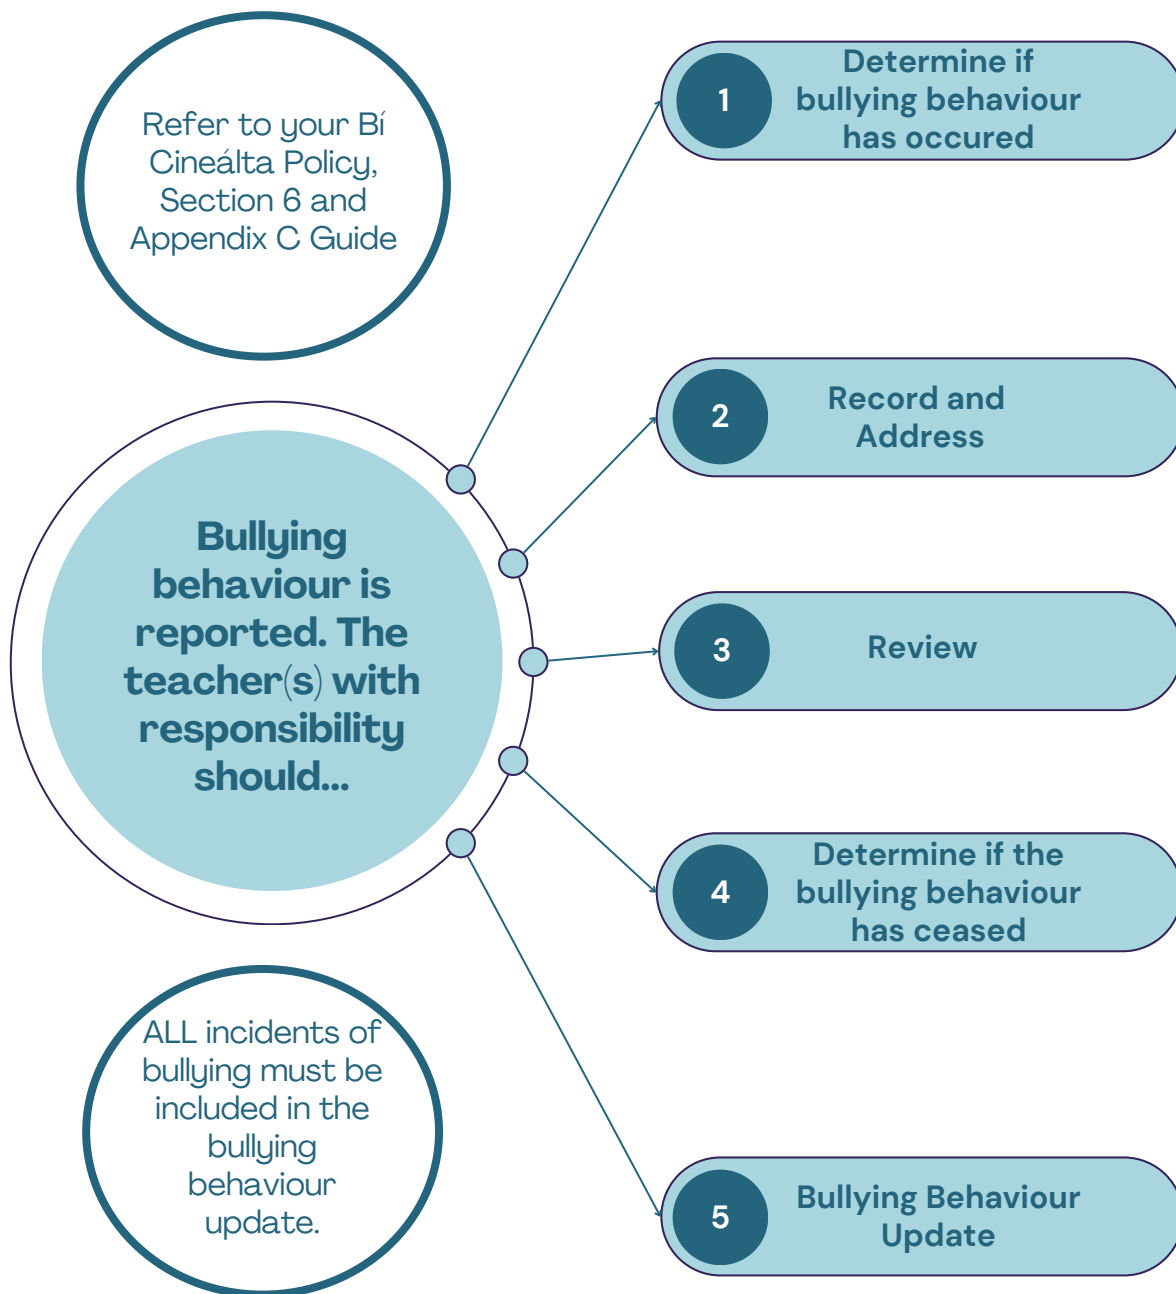 Refer to your Bí
Cineálta Policy,
Section 6 and
Appendix C Guide
Bullying
behaviour is
reported. The
teacher(s) with
responsibility
should...
ALL incidents of
bullying must be
included in the
bullying
behaviour
update.
1
Determine if
bullying behaviour
has occured
2
Record and
Address
3
Review
4
Determine if the
bullying behaviour
has ceased
5
Bullying Behaviour
Update